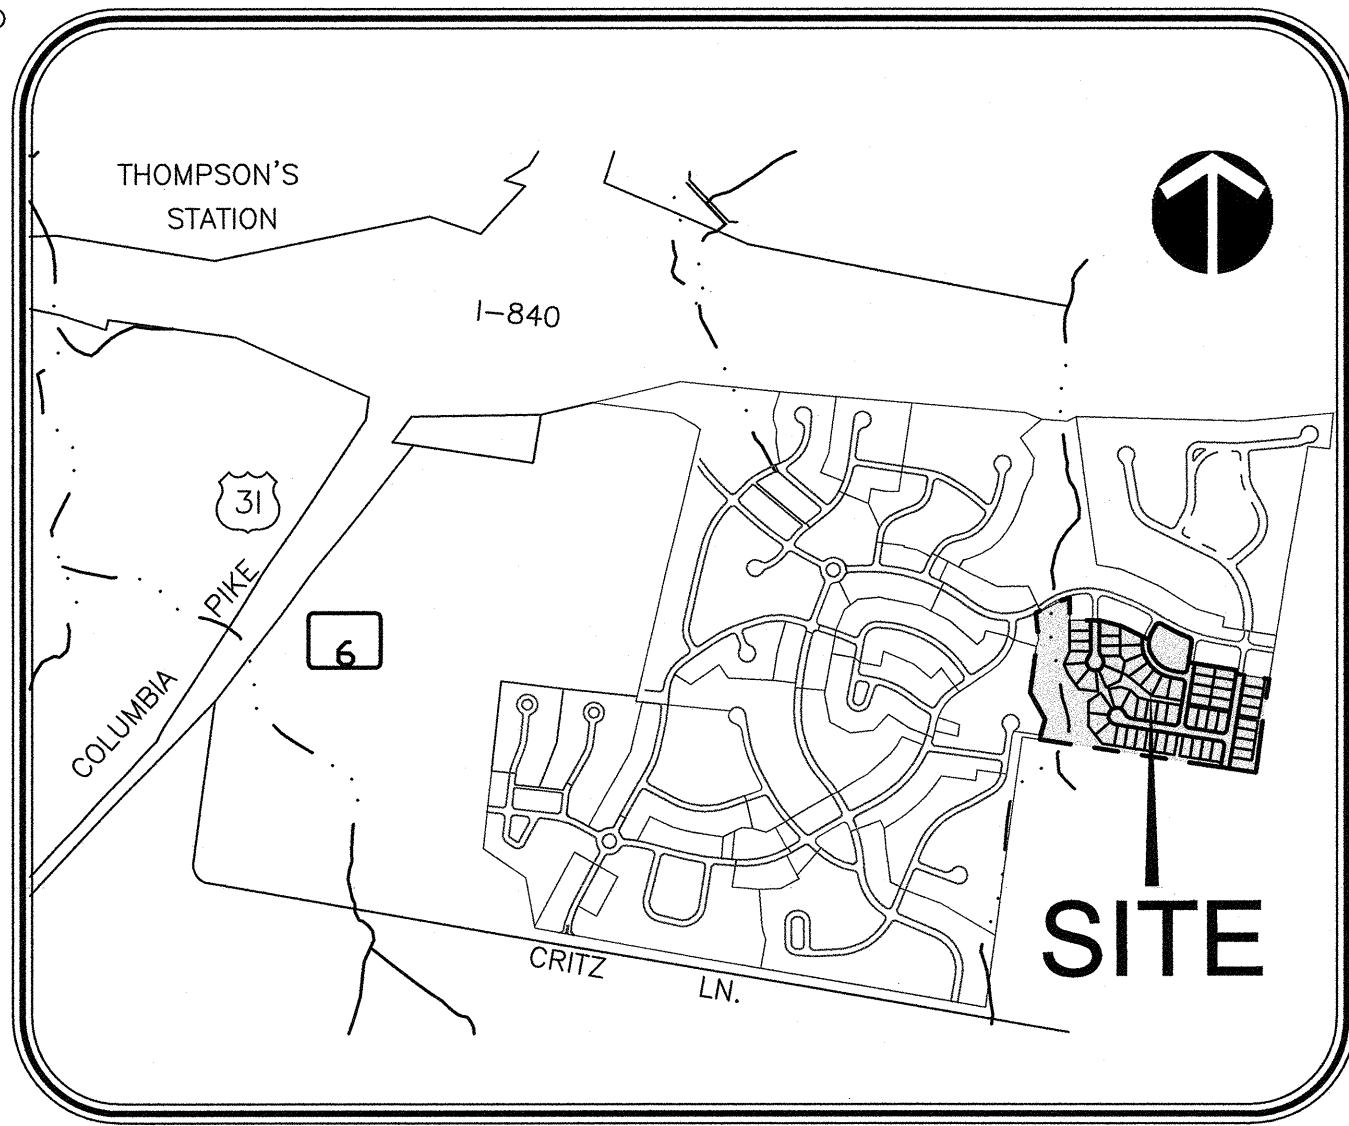 THOMPSON'S
STATION
I-840
31
PIKE
COLUMBIA
6
SITE
CRITZ
LN.